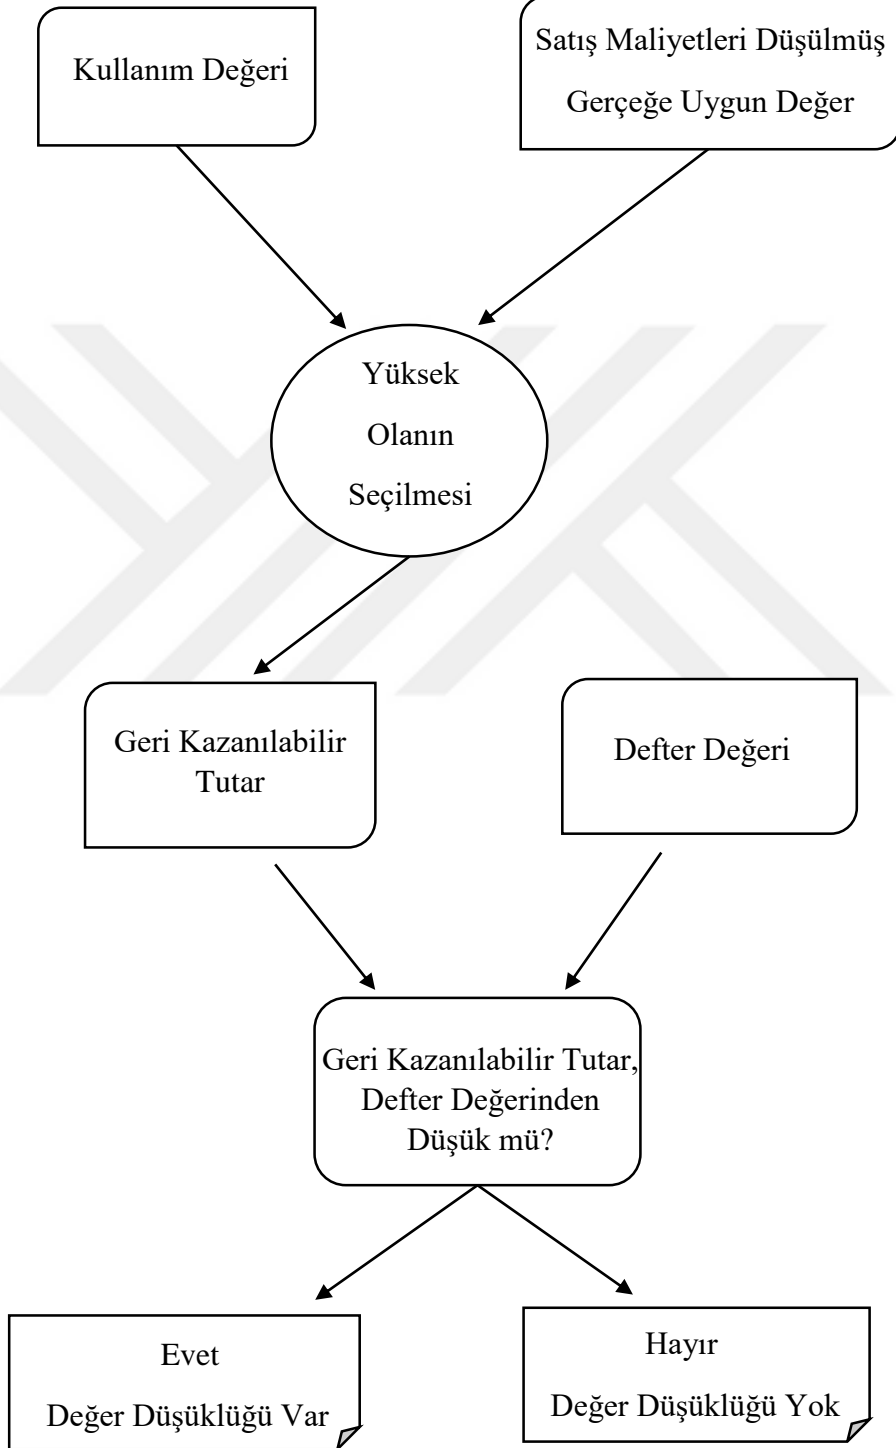 Kullanım Değeri
Satış Maliyetleri Düşülmüş
Gerçeğe Uygun Değer
Yüksek
Olanın
Seçilmesi
Geri Kazanılabilir
Tutar
Defter Değeri
Geri Kazanılabilir Tutar,
Defter Değerinden
Düşük mü?
Evet
Değer Düşüklüğü Var
Hayır
Değer Düşüklüğü Yok